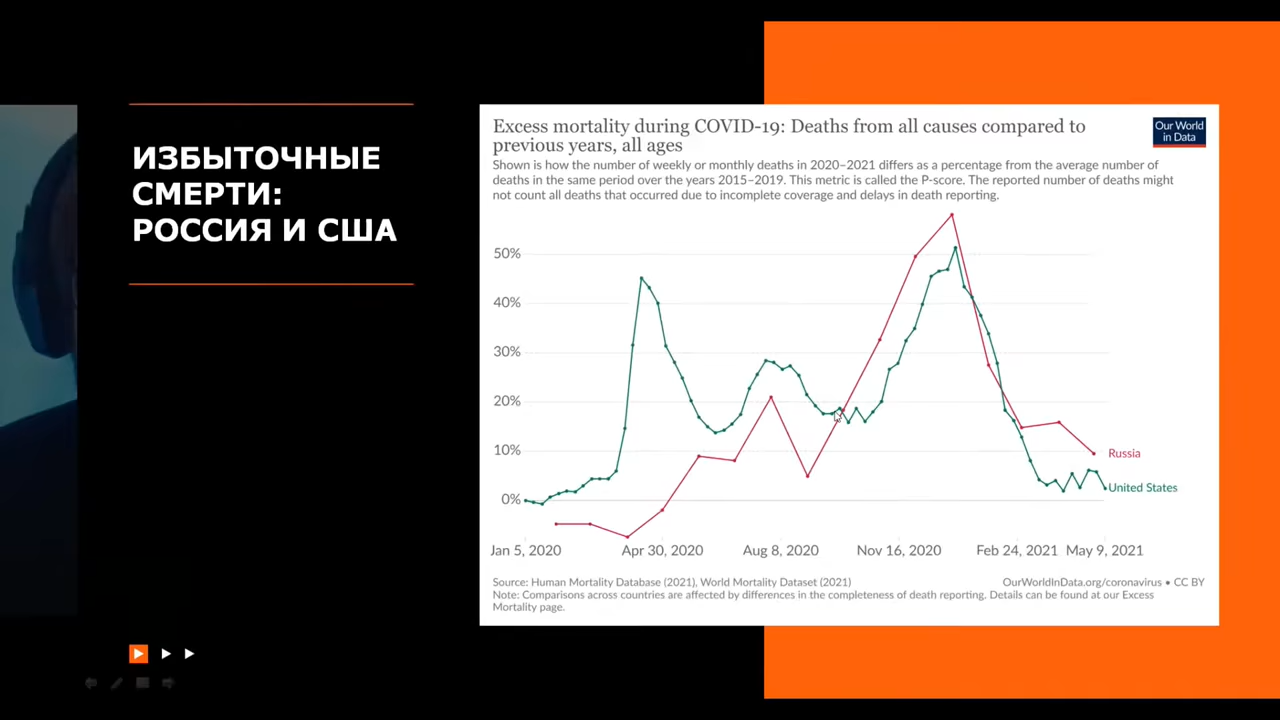 ИЗБЫТОЧНЫЕ
СМЕРТИ:
РОССИЯ И США
Excess mortality during COVID-19: Deaths from all causes compared to
previous years, all ages
Our World
in Data
Shown is how the number of weekly or monthly deaths in 2020–2021 differs as a percentage from the average number of
deaths in the same period over the years 2015–2019. This metric is called the P-score. The reported number of deaths might
not count all deaths that occurred due to incomplete coverage and delays in death reporting.
50%
40%
30%
20%
10%
0%
Russia
United States
Jan 5, 2020
Apr 30, 2020
Aug 8, 2020
Nov 16, 2020
Feb 24, 2021
May 9, 2021
Source: Human Mortality Database (2021), World Mortality Dataset (2021)
OurWorldInData.org/coronavirus • CC BY
Note: Comparisons across countries are affected by differences in the completeness of death reporting. Details can be found at our Excess
Mortality page.